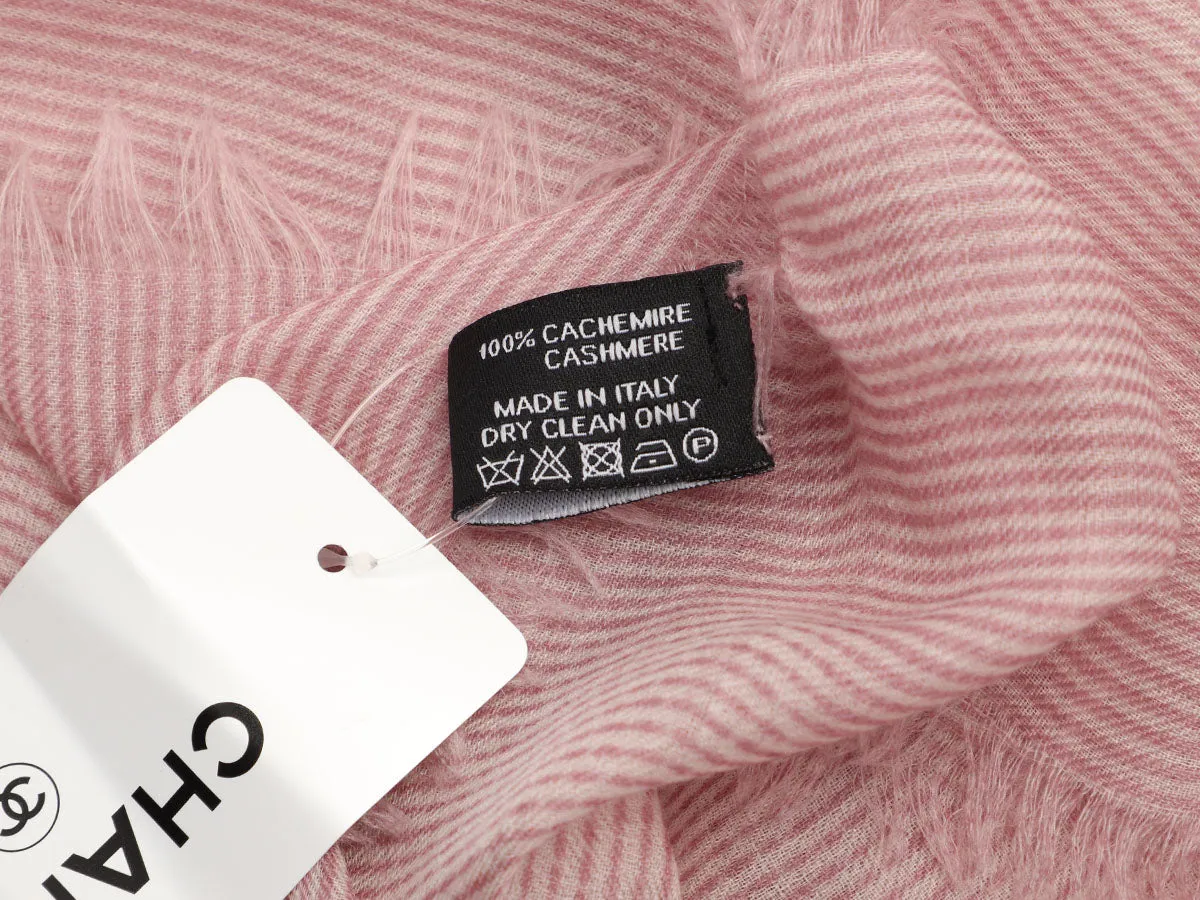 100% CACHEMIRE
CASHMERE
MADE IN ITALY
DRY CLEAN ONLY
P
CHA